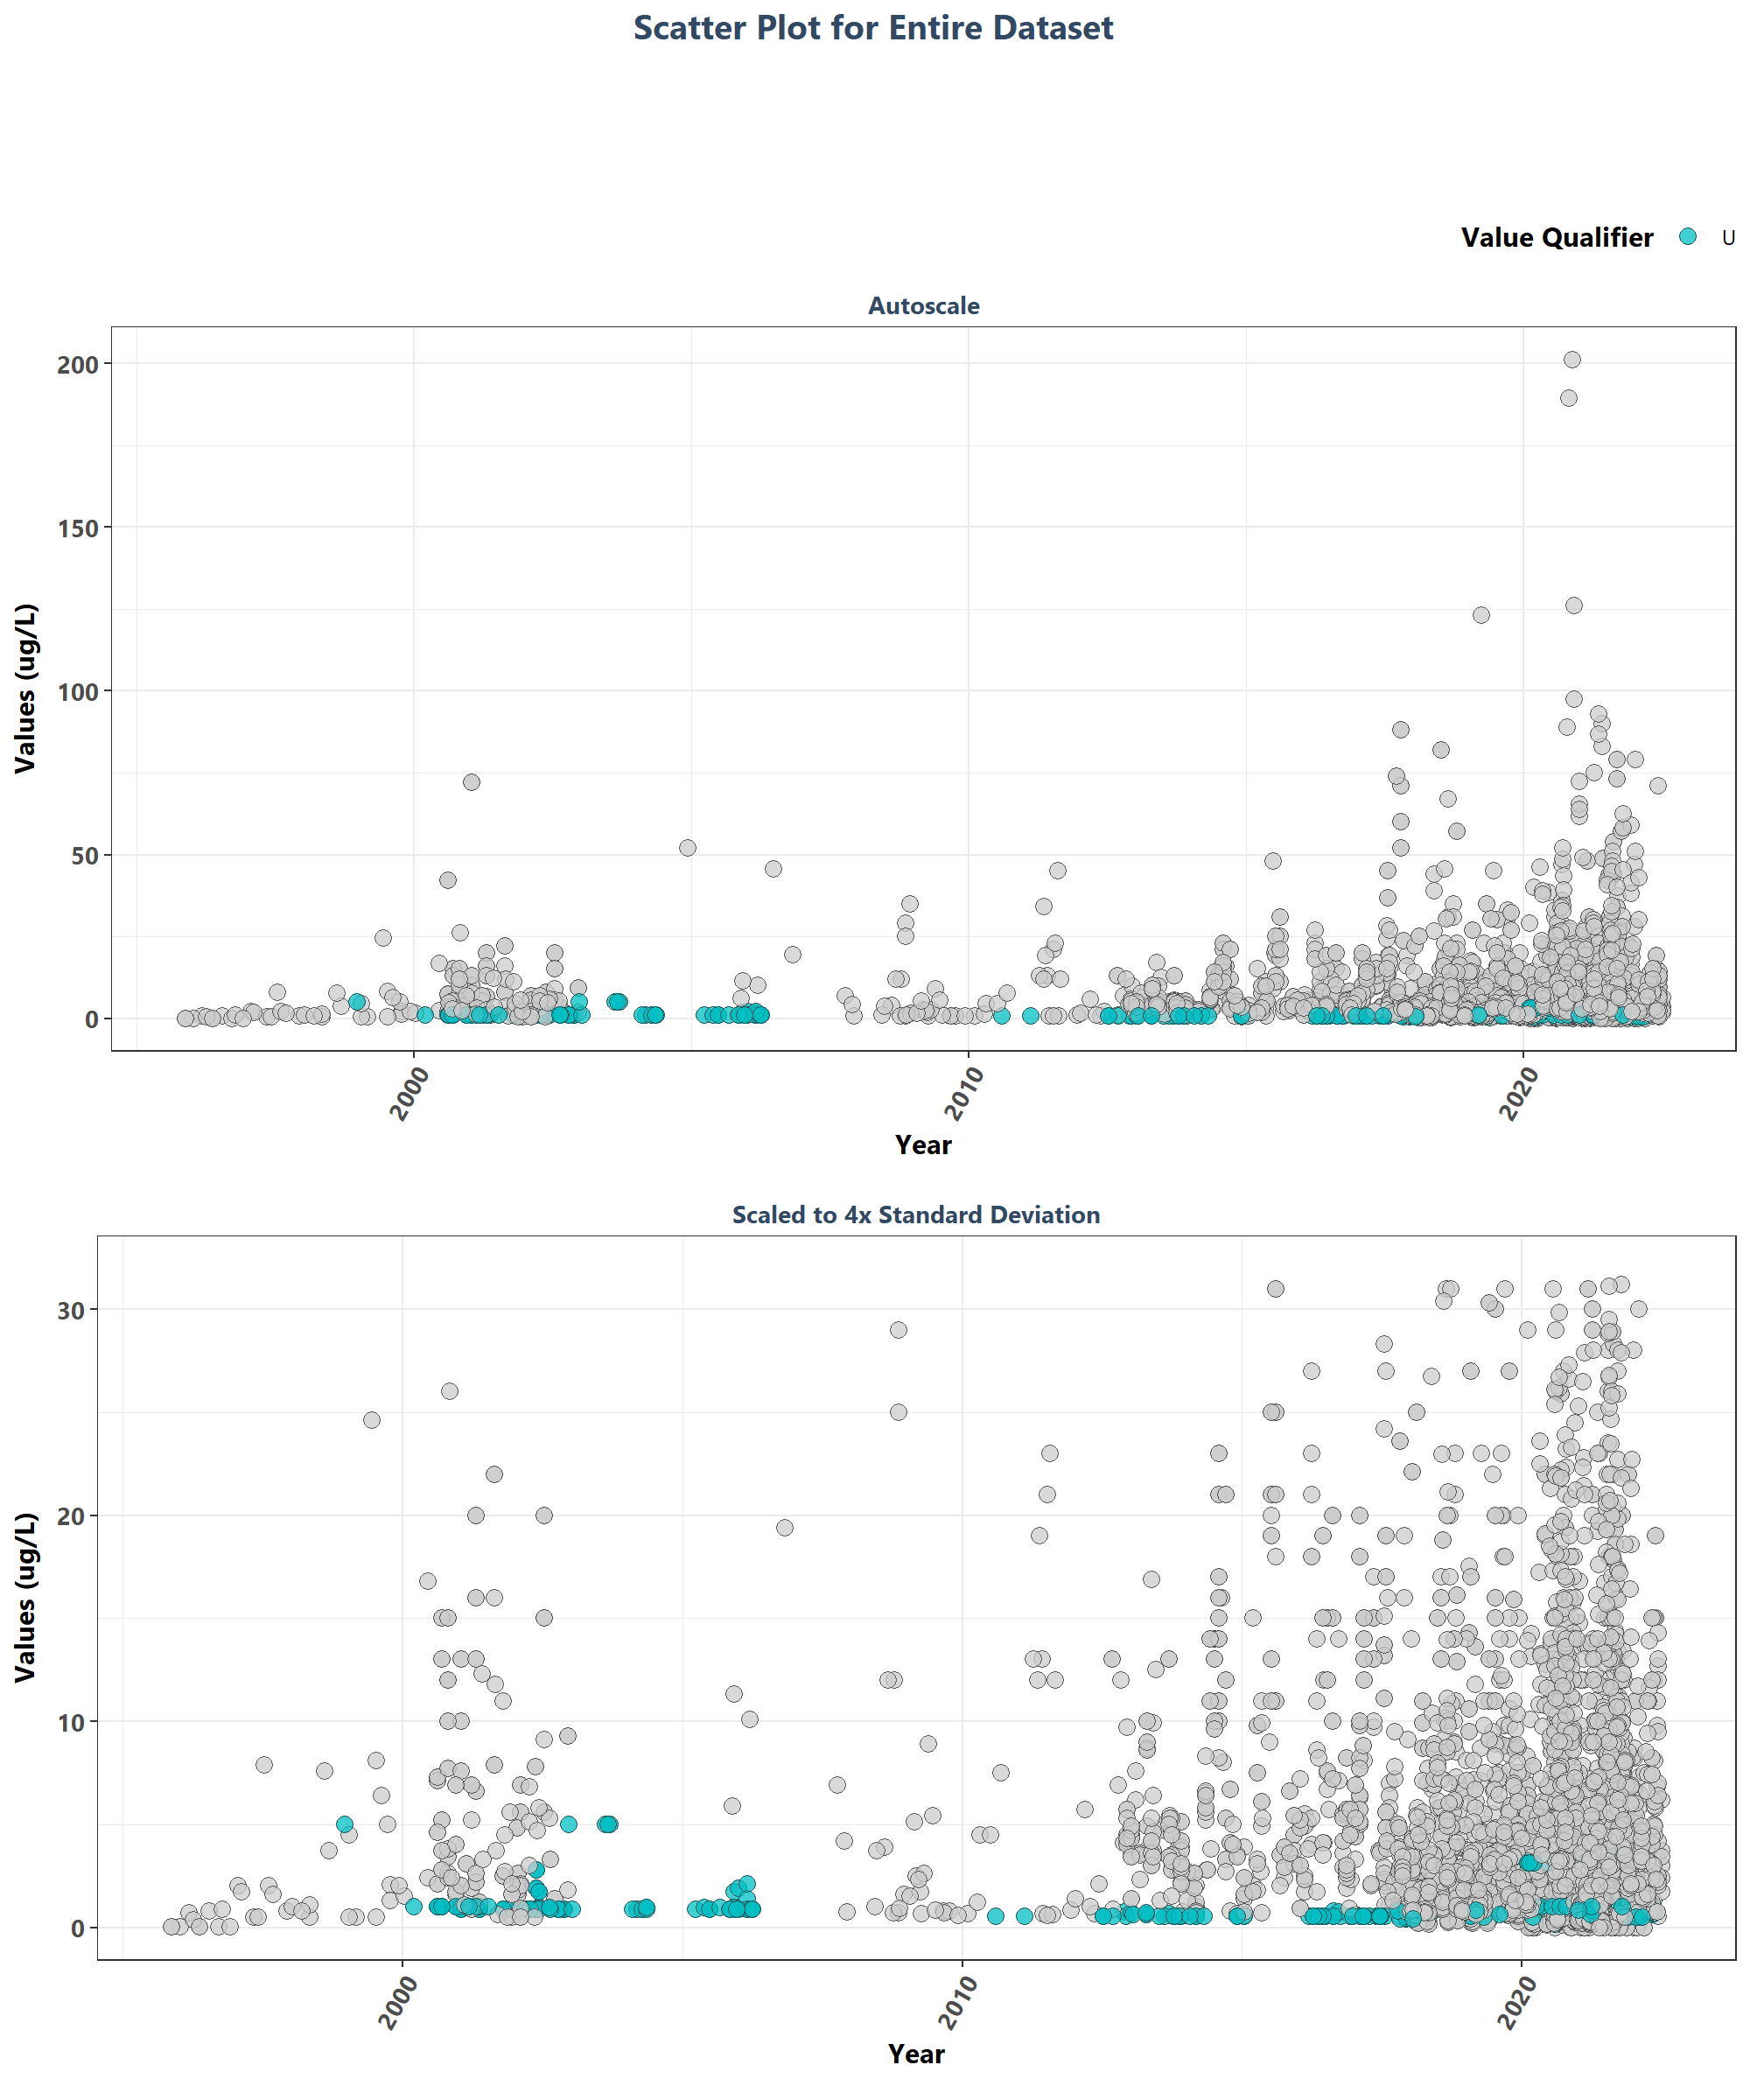 Scatter Plot for Entire Dataset
Value Qualifier U
Autoscale
Values (ug/L)
200
150
100
50
0
2000 2010 2020
Year
Scaled to 4x Standard Deviation
Values (ug/L)
30
20
10
0
2000 2010 2020
Year